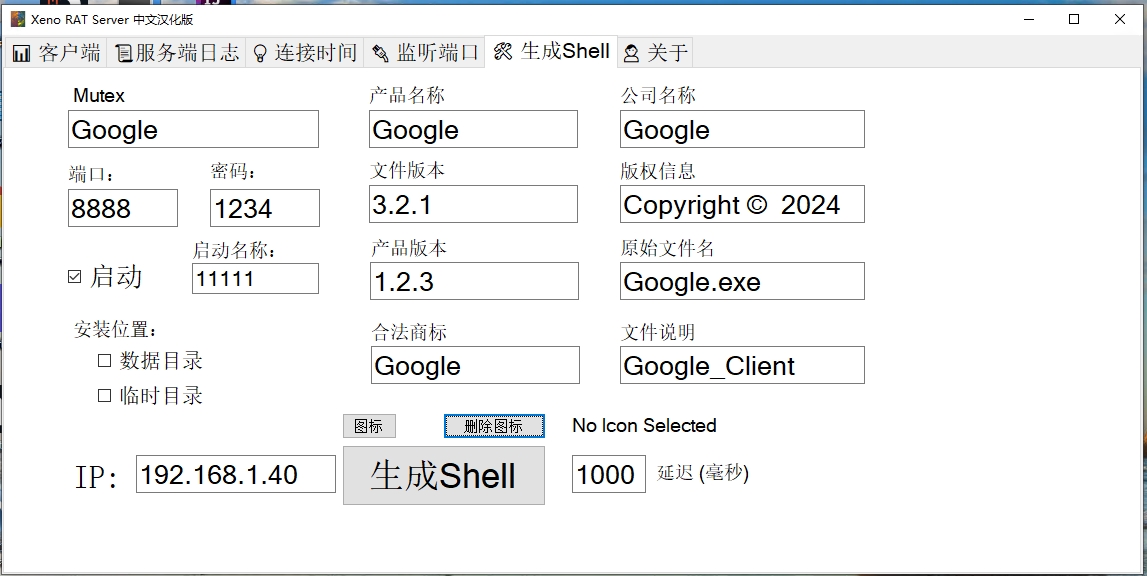 Xeno RAT Server 中文汉化版
客户端 服务端日志 连接时间 监听端口 生成Shell 关于
Mutex 产品名称 公司名称
Google Google Google
端口: 密码: 文件版本 版权信息
8888 1234 3.2.1 Copyright © 2024
启动名称: 产品版本 原始文件名
启动 11111 1.2.3 Google.exe
安装位置: 合法商标 文件说明
数据目录 Google Google_Client
临时目录
图标 删除图标 No Icon Selected
IP: 192.168.1.40 生成Shell 1000 延迟 (毫秒)